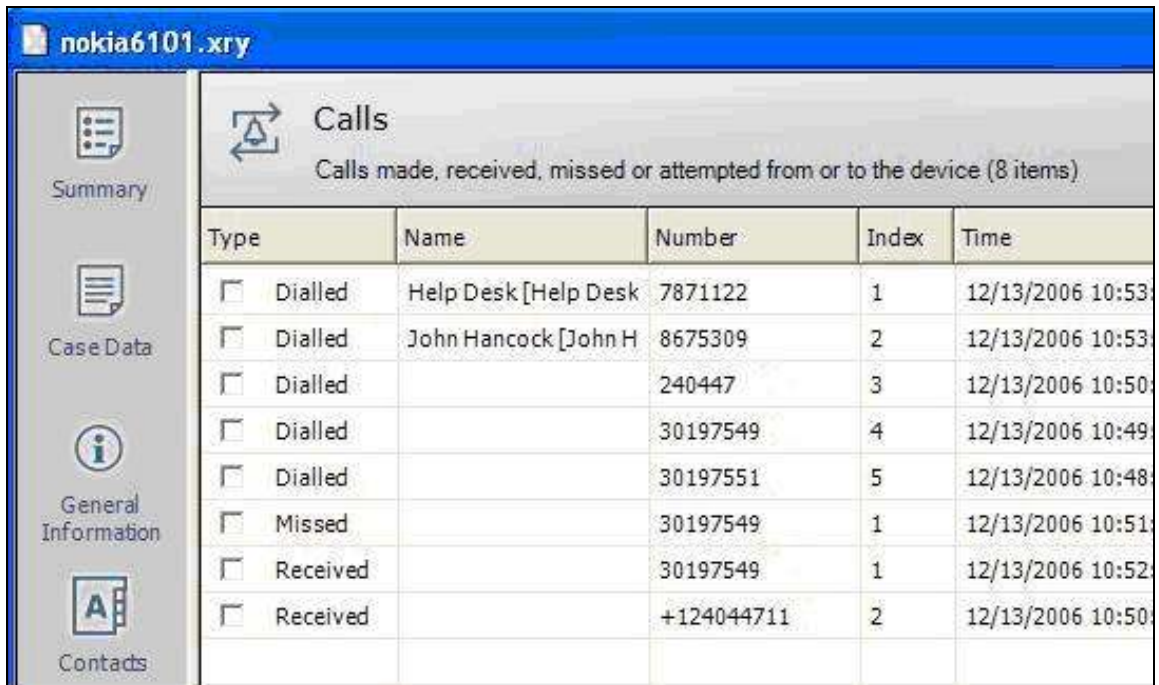 nokia6101.xry
Summary
Case Data
General
Information
Contacts
Calls
Calls made, received, missed or attempted from or to the device (8 items)
Type Name Number Index Time
Dialled Help Desk [Help Desk 7871122 1 12/13/2006 10:53:
Dialled John Hancock [John H 8675309 2 12/13/2006 10:53:
Dialled 240447 3 12/13/2006 10:50:
Dialled 30197549 4 12/13/2006 10:49:
Dialled 30197551 5 12/13/2006 10:48:
Missed 30197549 1 12/13/2006 10:51:
Received 30197549 1 12/13/2006 10:52:
Received +124044711 2 12/13/2006 10:50: